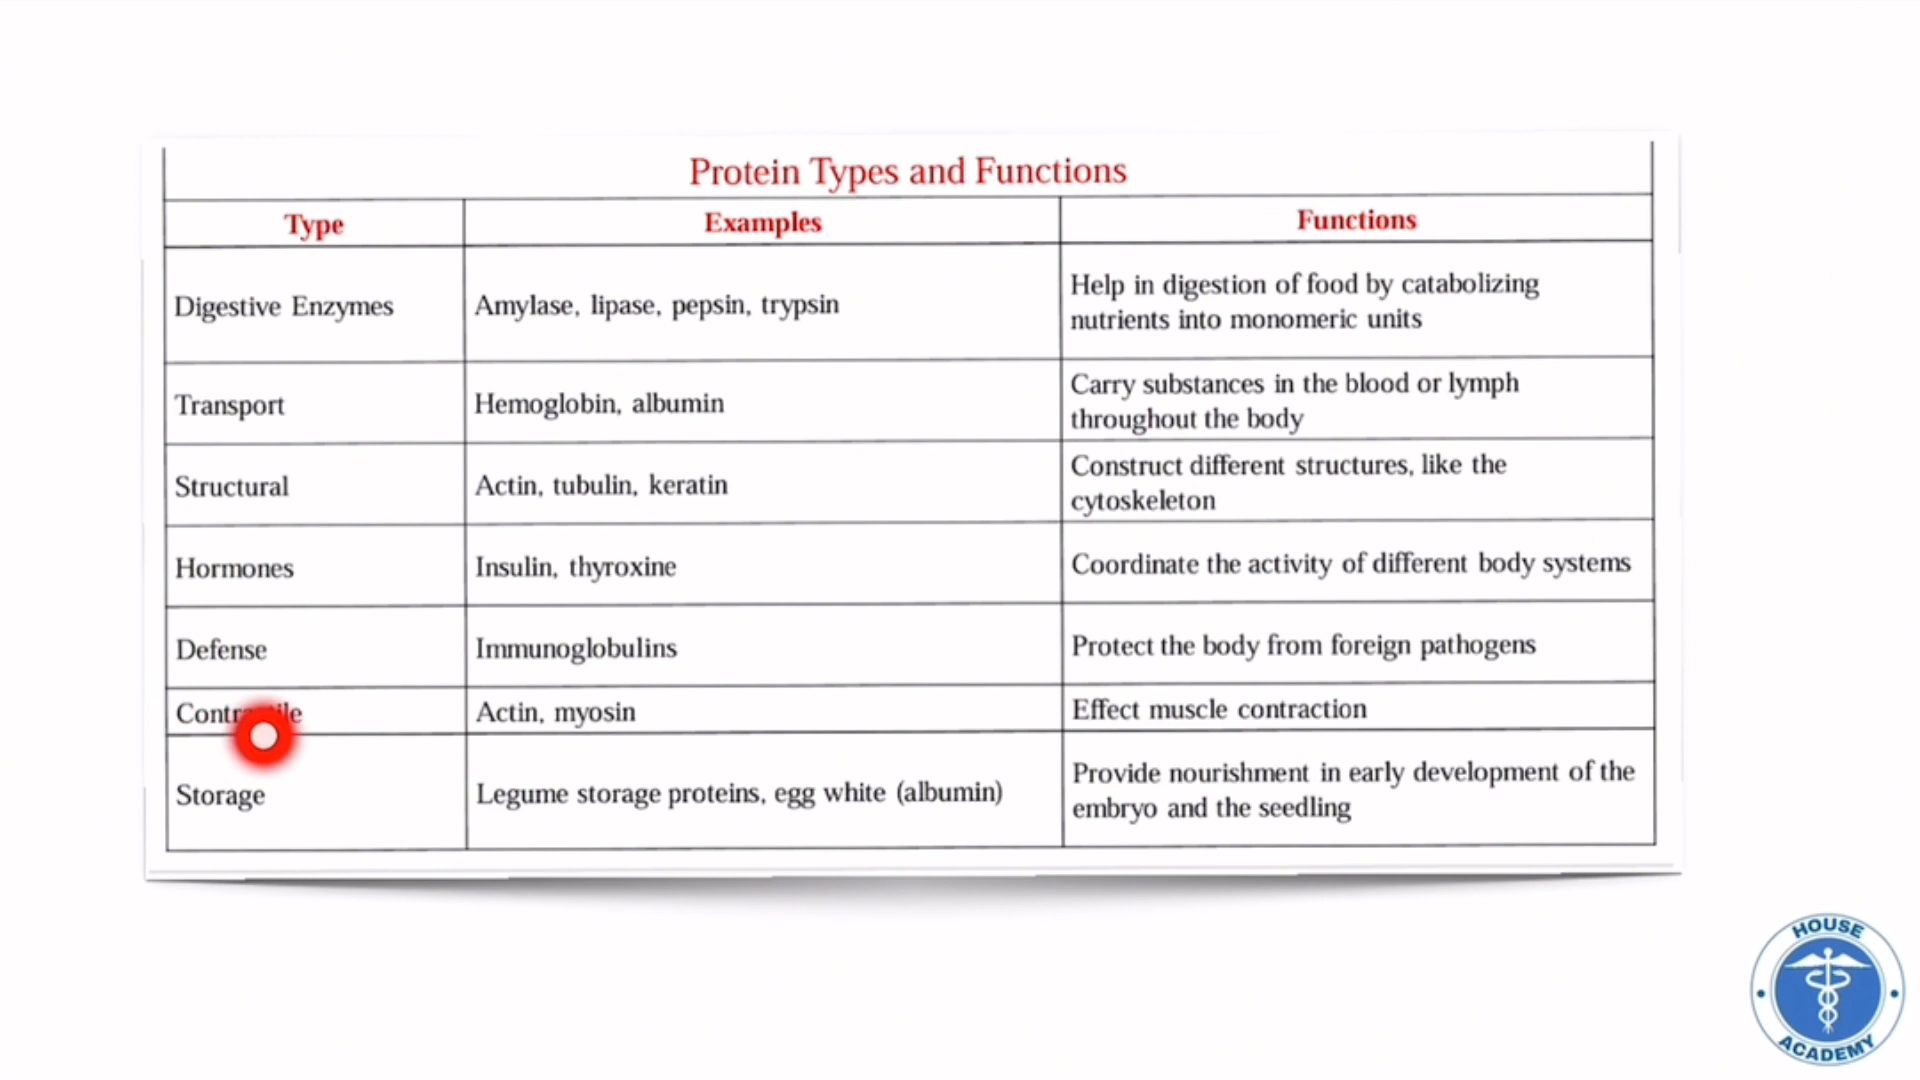 Protein Types and Functions
Type Examples Functions
Digestive Enzymes Amylase, lipase, pepsin, trypsin Help in digestion of food by catabolizing
nutrients into monomeric units
Transport Hemoglobin, albumin Carry substances in the blood or lymph
throughout the body
Structural Actin, tubulin, keratin Construct different structures, like the
cytoskeleton
Hormones Insulin, thyroxine Coordinate the activity of different body systems
Defense Immunoglobulins Protect the body from foreign pathogens
Contractile Actin, myosin Effect muscle contraction
Storage Legume storage proteins, egg white (albumin) Provide nourishment in early development of the
embryo and the seedling
HOUSE
ACADEMY